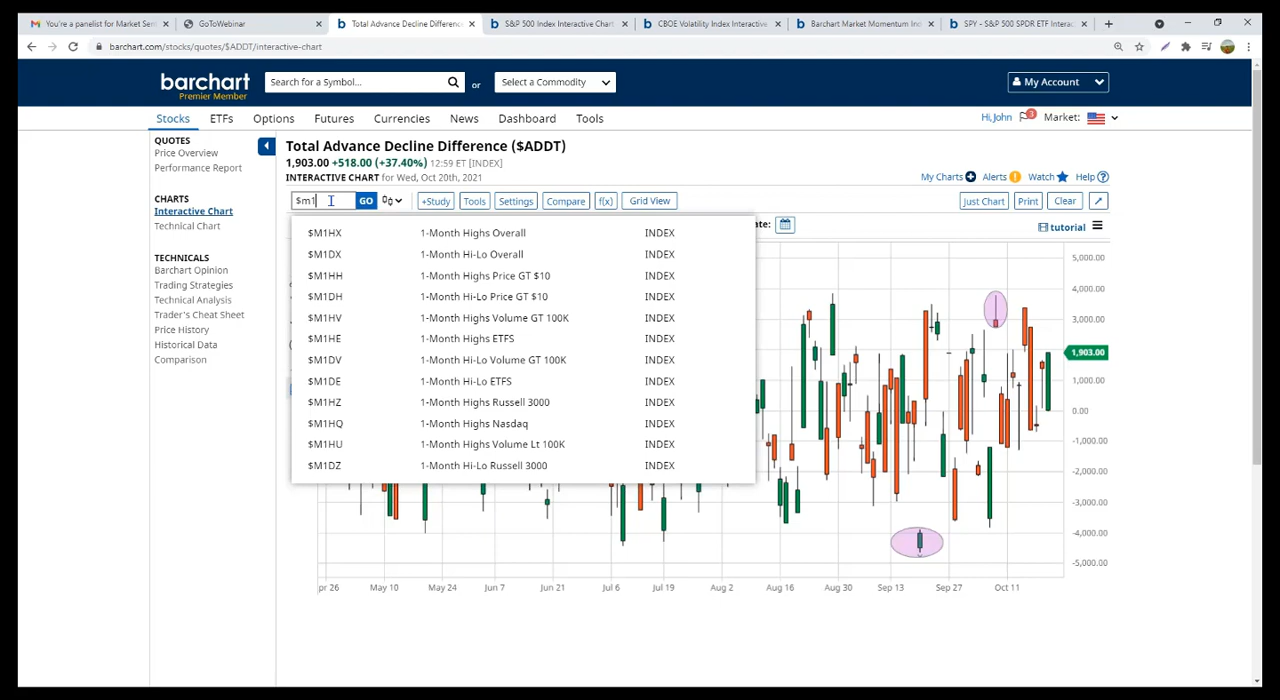 You're a panelist for Market Sen
GoToWebinar
Total Advance Decline Differenc
S&P 500 Index Interactive Chart
CBOE Volatility Index Interactive
Barchart Market Momentum Ind
SPY - S&P 500 SPDR ETF Interac
barchart.com/stocks/quotes/$ADDT/interactive-chart
barchart
Premier Member
Search for a Symbol...
or
Select a Commodity
My Account
Stocks ETFs Options Futures Currencies News Dashboard Tools
Hi, John
3
Market:
QUOTES
Price Overview
Performance Report
CHARTS
Interactive Chart
Technical Chart
TECHNICALS
Barchart Opinion
Trading Strategies
Technical Analysis
Trader's Cheat Sheet
Price History
Historical Data
Comparison
Total Advance Decline Difference ($ADDT)
1,903.00 +518.00 (+37.40%) 12:59 ET [INDEX]
INTERACTIVE CHART for Wed, Oct 20th, 2021
My Charts Alerts Watch Help
$m1 GO +Study Tools Settings Compare f(x) Grid View
Just Chart Print Clear
ate:
tutorial
$M1HX 1-Month Highs Overall INDEX
$M1DX 1-Month Hi-Lo Overall INDEX
$M1HH 1-Month Highs Price GT $10 INDEX
$M1DH 1-Month Hi-Lo Price GT $10 INDEX
$M1HV 1-Month Highs Volume GT 100K INDEX
$M1HE 1-Month Highs ETFS INDEX
$M1DV 1-Month Hi-Lo Volume GT 100K INDEX
$M1DE 1-Month Hi-Lo ETFS INDEX
$M1HZ 1-Month Highs Russell 3000 INDEX
$M1HQ 1-Month Highs Nasdaq INDEX
$M1HU 1-Month Highs Volume Lt 100K INDEX
$M1DZ 1-Month Hi-Lo Russell 3000 INDEX
5,000.00
4,000.00
3,000.00
1,903.00
1,000.00
0.00
-1,000.00
-2,000.00
-3,000.00
-4,000.00
-5,000.00
pr 26 May 10 May 24 Jun 7 Jun 21 Jul 6 Jul 19 Aug 2 Aug 16 Aug 30 Sep 13 Sep 27 Oct 11